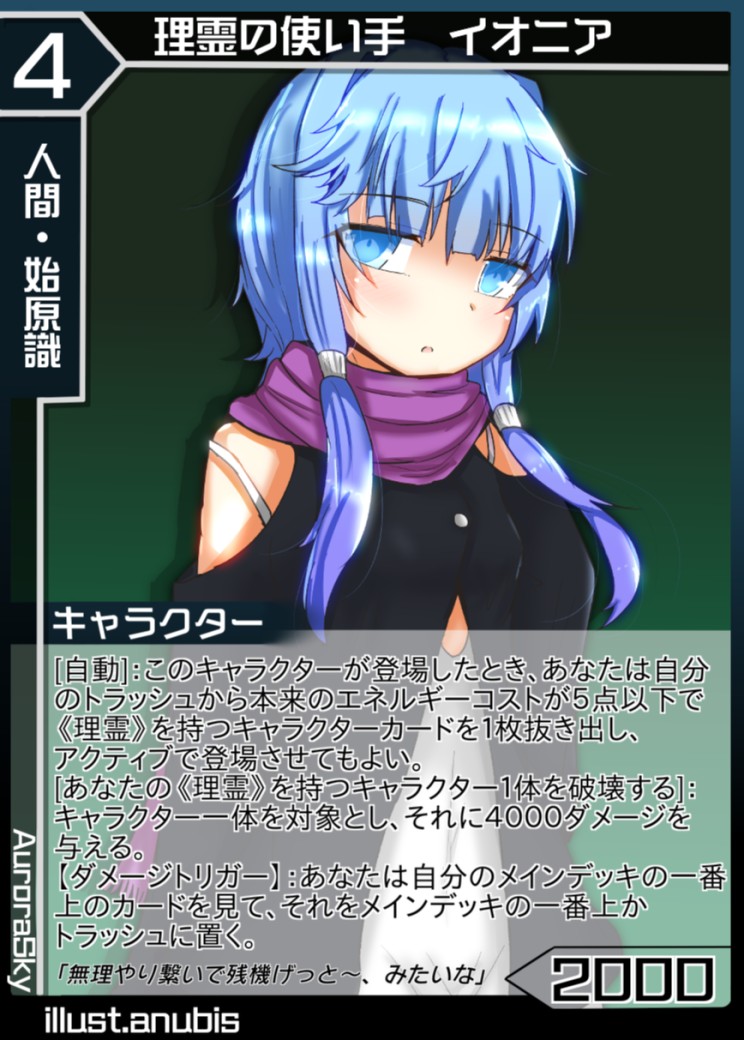 4
理霊の使い手 イオニア
人間・始原識
キャラクター
[自動]:このキャラクターが登場したとき、あなたは自分
のトラッシュから本来のエネルギーコストが5点以下で
《理霊》を持つキャラクターカードを1枚抜き出し、
アクティブで登場させてもよい。
[あなたの《理霊》を持つキャラクター1体を破壊する]:
キャラクター一体を対象とし、それに4000ダメージを
与える。
【ダメージトリガー】:あなたは自分のメインデッキの一番
上のカードを見て、それをメインデッキの一番上か
トラッシュに置く。
「無理やり繋いで残機げっと～、みたいな」
2000
AuroraSky
illust.anubis